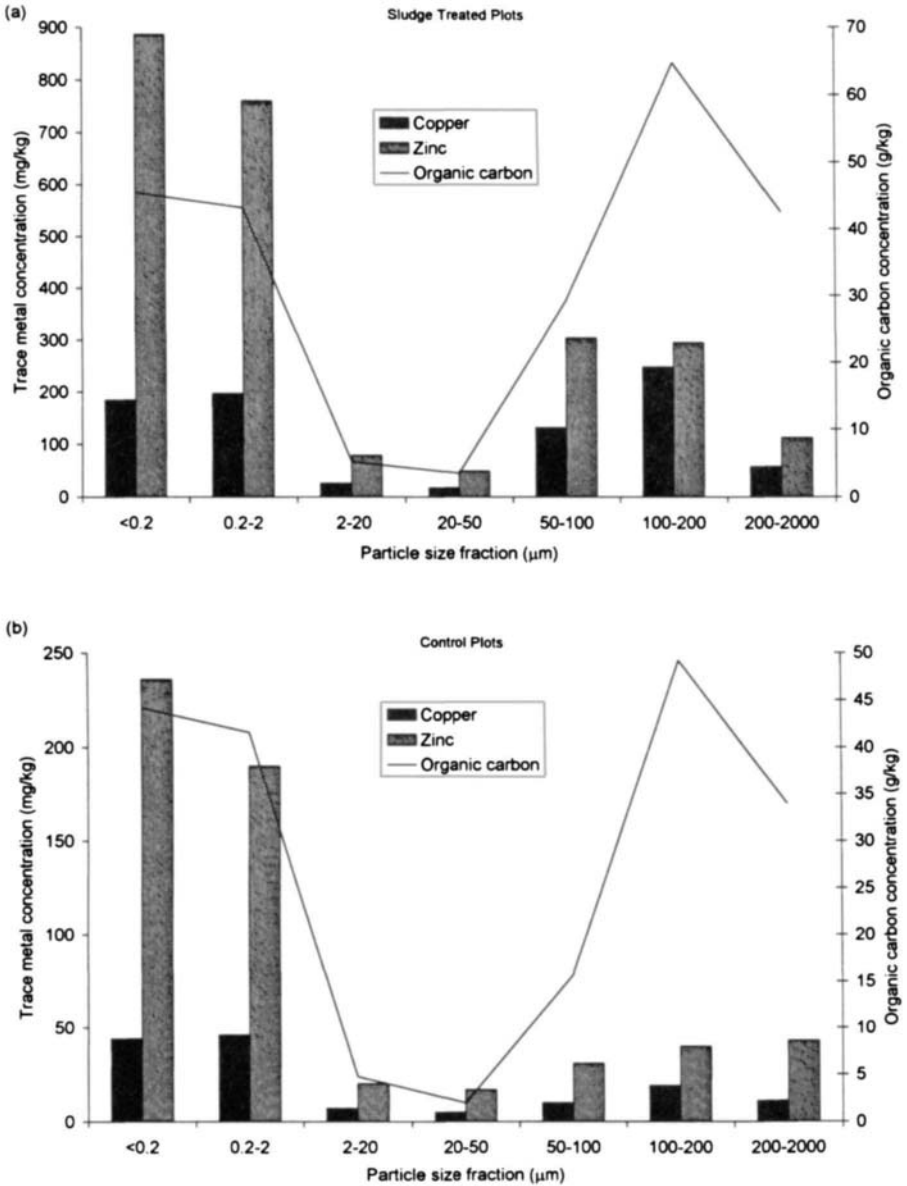 (a)
Sludge Treated Plots
900
800
700
600
500
400
300
200
100
0
Trace metal concentration (mg/kg)
Copper
Zinc
Organic carbon
70
60
50
40
30
20
10
0
Organic carbon concentration (g/kg)
<0.2 0.2-2 2-20 20-50 50-100 100-200 200-2000
Particle size fraction (µm)
(b)
Control Plots
250
200
150
100
50
0
Trace metal concentration (mg/kg)
Copper
Zinc
Organic carbon
50
45
40
35
30
25
20
15
10
5
0
Organic carbon concentration (g/kg)
<0.2 0.2-2 2-20 20-50 50-100 100-200 200-2000
Particle size fraction (µm)